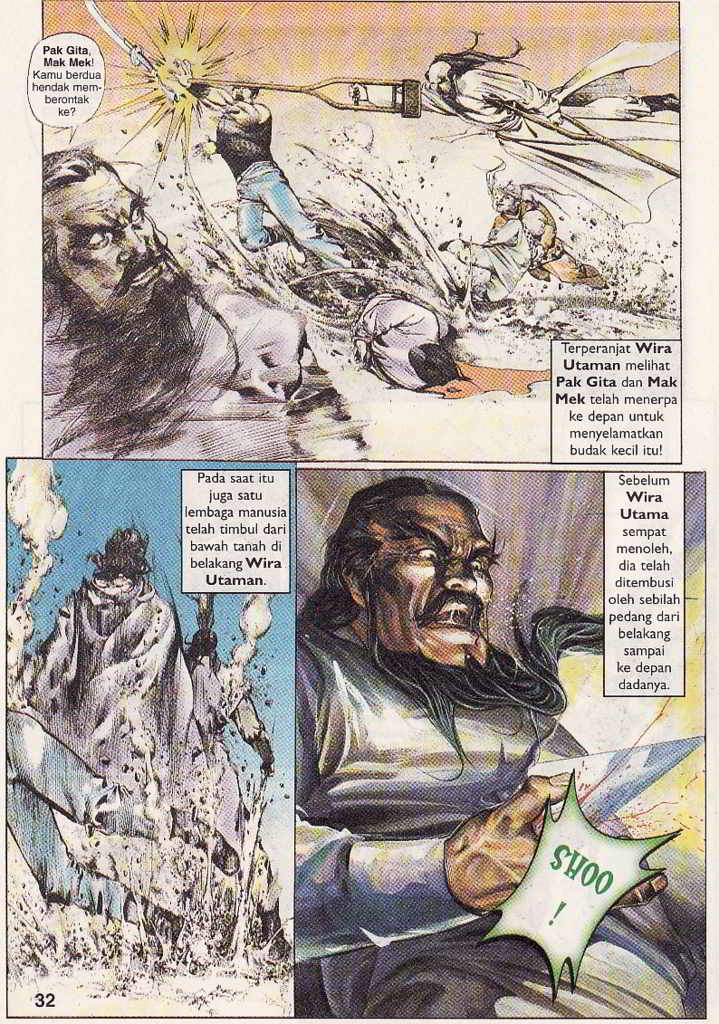 Pak Gita,
Mak Mek!
Kamu berdua
hendak mem-
berontak
ke?
Terperanjat Wira
Utaman melihat
Pak Gita dan Mak
Mek telah menerpa
ke depan untuk
menyelamatkan
budak kecil itu!
Pada saat itu
juga satu
lembaga manusia
telah timbul dari
bawah tanah di
belakang Wira
Utaman.
Sebelum
Wira
Utama
sempat
menoleh,
dia telah
ditembusi
oleh sebilah
pedang dari
belakang
sampai
ke depan
dadanya.
OOHS
!
32